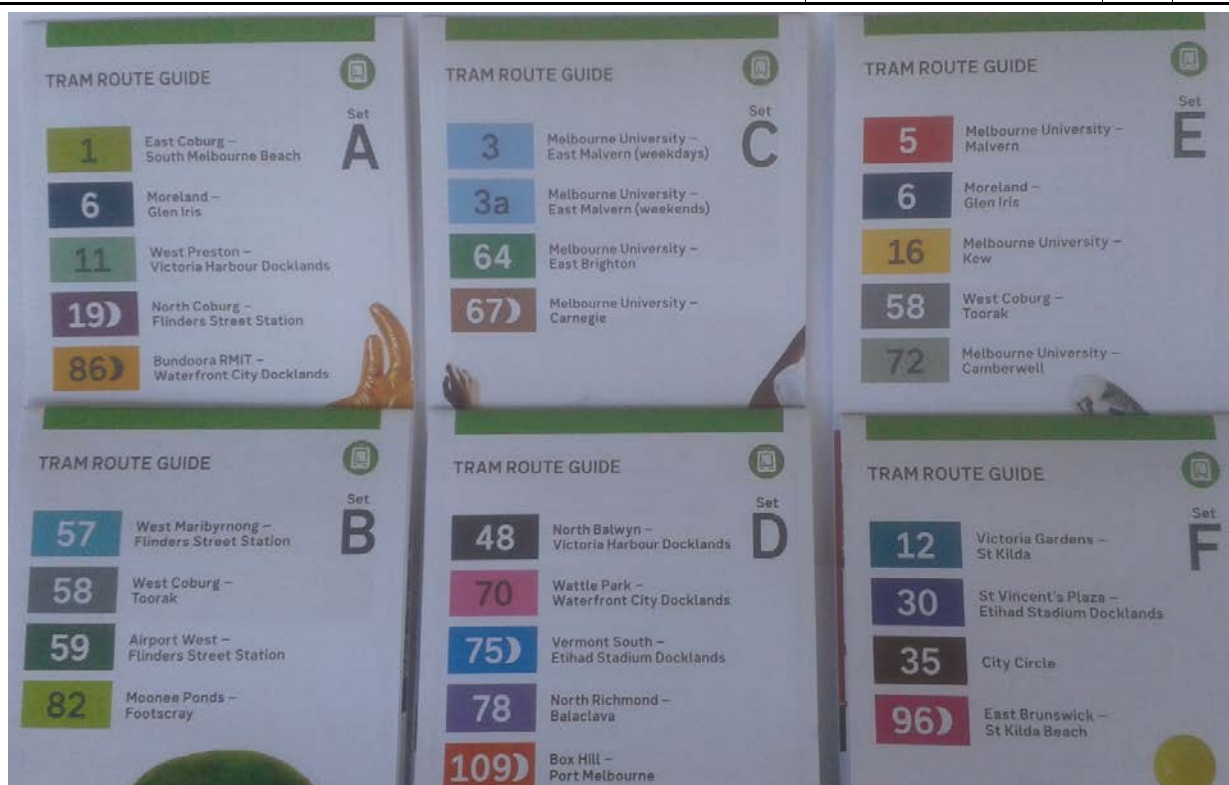 TRAM ROUTE GUIDE
Set
A
1
East Coburg –
South Melbourne Beach
6
Moreland –
Glen Iris
11
West Preston –
Victoria Harbour Docklands
19
North Coburg –
Flinders Street Station
86
Bundoora RMIT –
Waterfront City Docklands
TRAM ROUTE GUIDE
Set
C
3
Melbourne University –
East Malvern (weekdays)
3a
Melbourne University –
East Malvern (weekends)
64
Melbourne University –
East Brighton
67
Melbourne University –
Carnegie
TRAM ROUTE GUIDE
Set
E
5
Melbourne University –
Malvern
6
Moreland –
Glen Iris
16
Melbourne University –
Kew
58
West Coburg –
Toorak
72
Melbourne University –
Camberwell
TRAM ROUTE GUIDE
Set
B
57
West Maribyrnong –
Flinders Street Station
58
West Coburg –
Toorak
59
Airport West –
Flinders Street Station
82
Moonee Ponds –
Footscray
TRAM ROUTE GUIDE
Set
D
48
North Balwyn –
Victoria Harbour Docklands
70
Wattle Park –
Waterfront City Docklands
75
Vermont South –
Etihad Stadium Docklands
78
North Richmond –
Balaclava
109
Box Hill –
Port Melbourne
TRAM ROUTE GUIDE
Set
F
12
Victoria Gardens –
St Kilda
30
St Vincent's Plaza –
Etihad Stadium Docklands
35
City Circle
96
East Brunswick –
St Kilda Beach